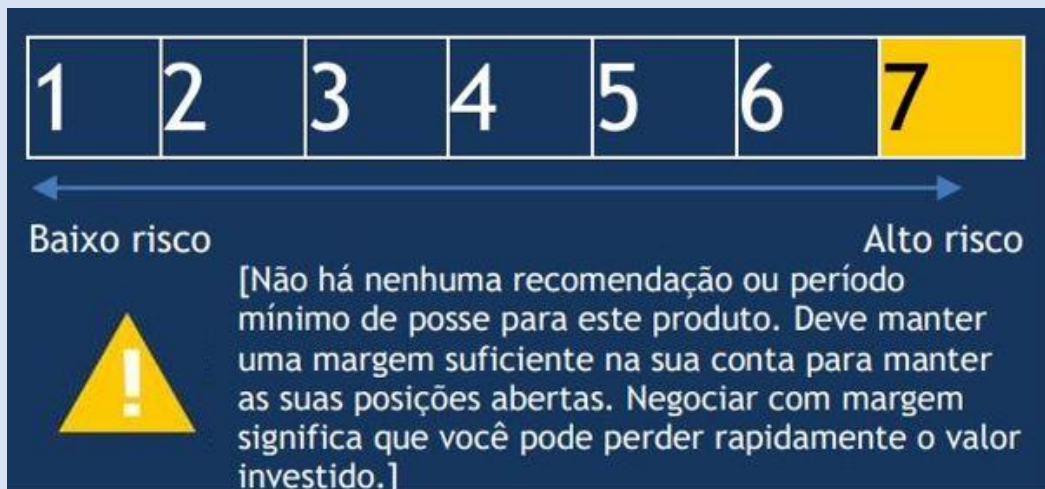 1 2 3 4 5 6 7
Baixo risco Alto risco
[Não há nenhuma recomendação ou período
mínimo de posse para este produto. Deve manter
uma margem suficiente na sua conta para manter
as suas posições abertas. Negociar com margem
significa que você pode perder rapidamente o valor
investido.]
!